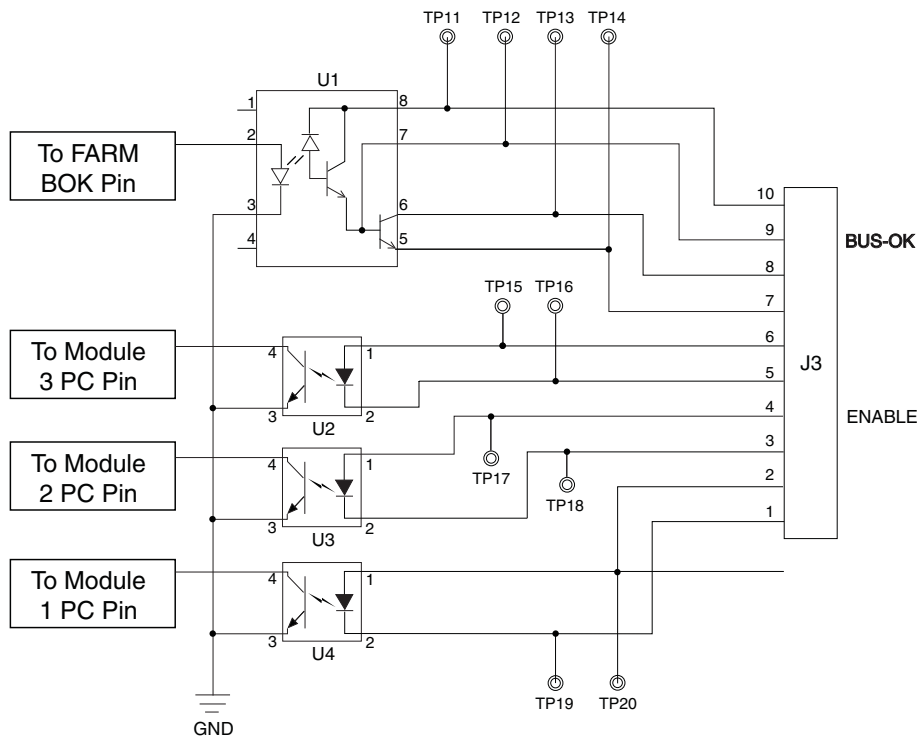 TP11 TP12 TP13 TP14
U1
1 8
2 7
To FARM
BOK Pin
3 6
4 5
10
9 BUS-OK
8
7
TP15 TP16
To Module
3 PC Pin
4 1
3 2
U2
6
5
J3
4 ENABLE
3
2
1
To Module
2 PC Pin
4 1
3 2
U3
TP17
TP18
To Module
1 PC Pin
4 1
3 2
U4
TP19 TP20
GND